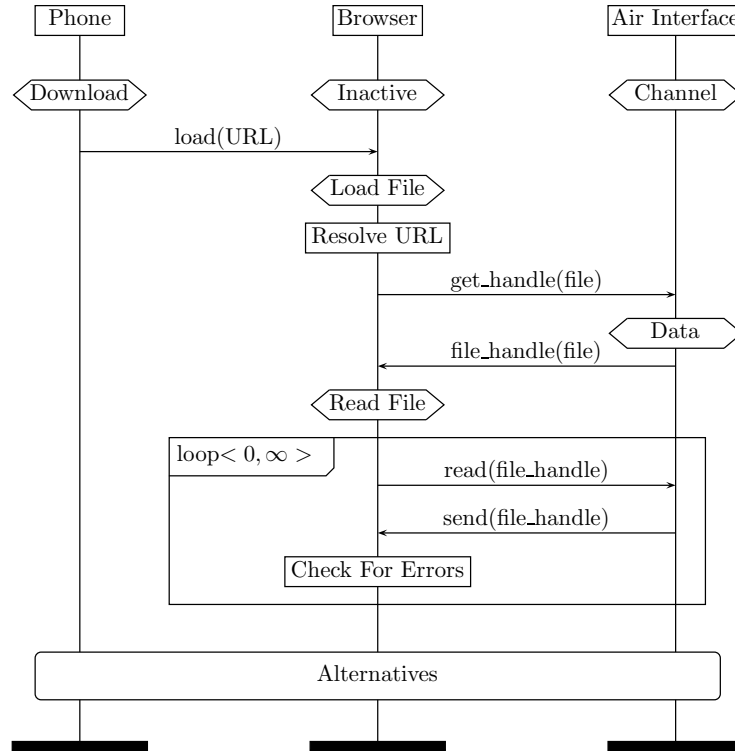 Phone Browser Air Interface
Download Inactive Channel
load(URL)
Load File
Resolve URL
get_handle(file)
Data
file_handle(file)
Read File
loop< 0, ∞ >
read(file_handle)
send(file_handle)
Check For Errors
Alternatives